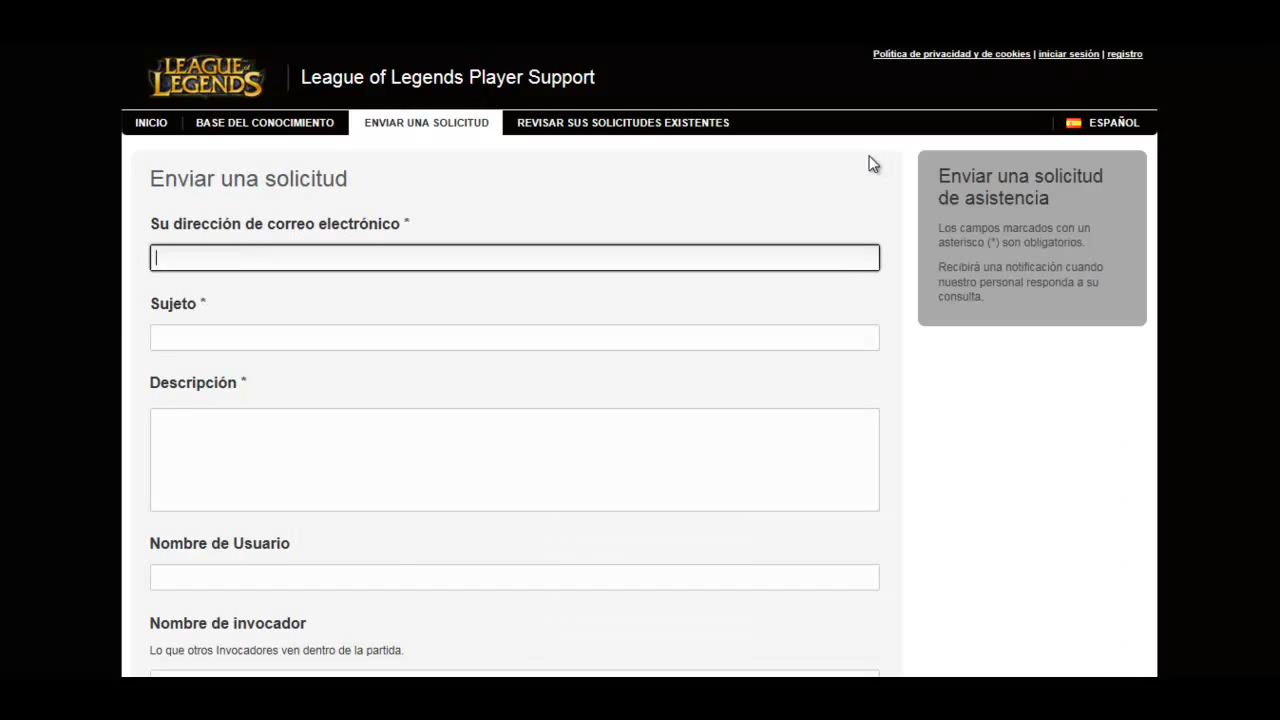 Política de privacidad y de cookies | iniciar sesión | registro
LEAGUE of LEGENDS
League of Legends Player Support
INICIO
BASE DEL CONOCIMIENTO
ENVIAR UNA SOLICITUD
REVISAR SUS SOLICITUDES EXISTENTES
ESPAÑOL
Enviar una solicitud
Su dirección de correo electrónico *
Sujeto *
Descripción *
Nombre de Usuario
Nombre de invocador
Lo que otros Invocadores ven dentro de la partida.
Enviar una solicitud
de asistencia
Los campos marcados con un
asterisco (*) son obligatorios.
Recibirá una notificación cuando
nuestro personal responda a su
consulta.